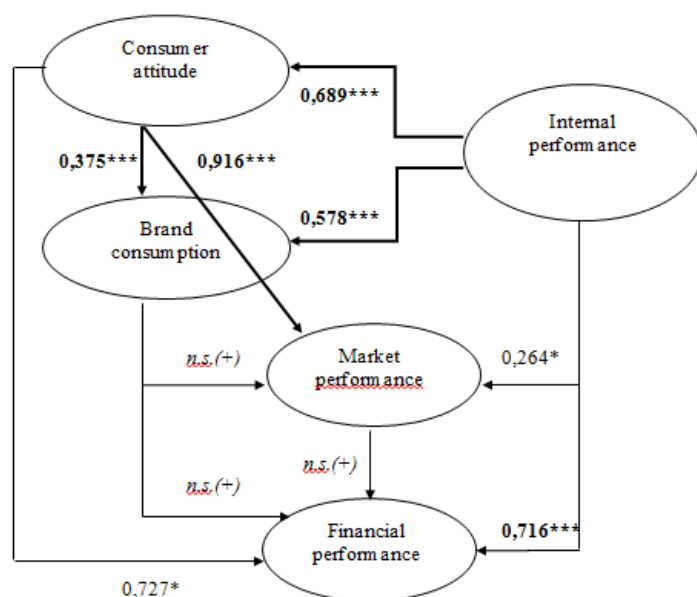 Consumer
attitude
0,689***
Internal
performance
0,375***
0,916***
Brand
consumption
0,578***
n.s.(+)
Market
performance
0,264*
n.s.(+)
n.s.(+)
Financial
performance
0,716***
0,727*